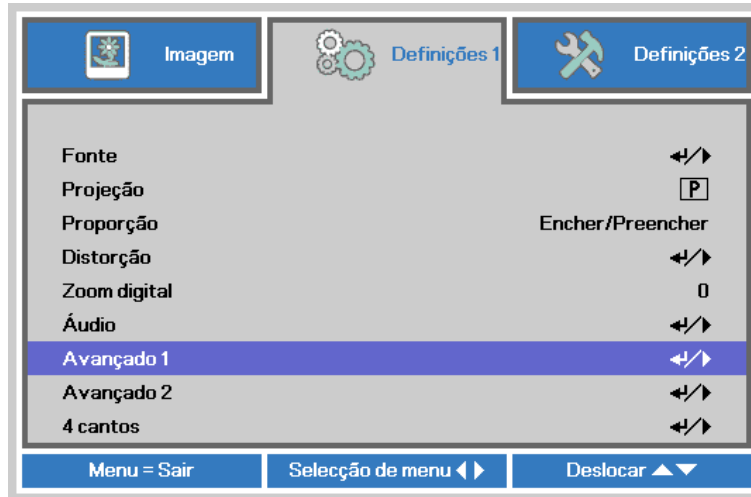 Imagem
Definições 1
Definições 2
Fonte
Projeção P
Proporção Encher/Preencher
Distorção
Zoom digital 0
Áudio
Avançado 1
Avançado 2
4 cantos
Menu = Sair
Selecção de menu
Deslocar